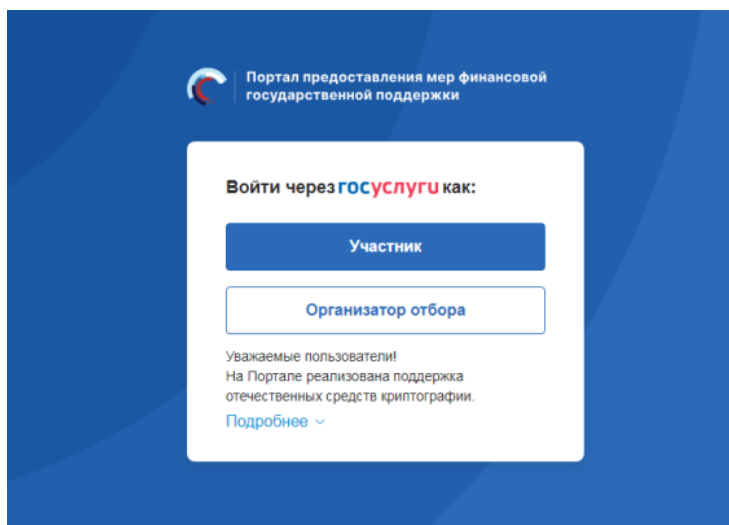 Портал предоставления мер финансовой
государственной поддержки
Войти через госуслуги как:
Участник
Организатор отбора
Уважаемые пользователи!
На Портале реализована поддержка
отечественных средств криптографии.
Подробнее